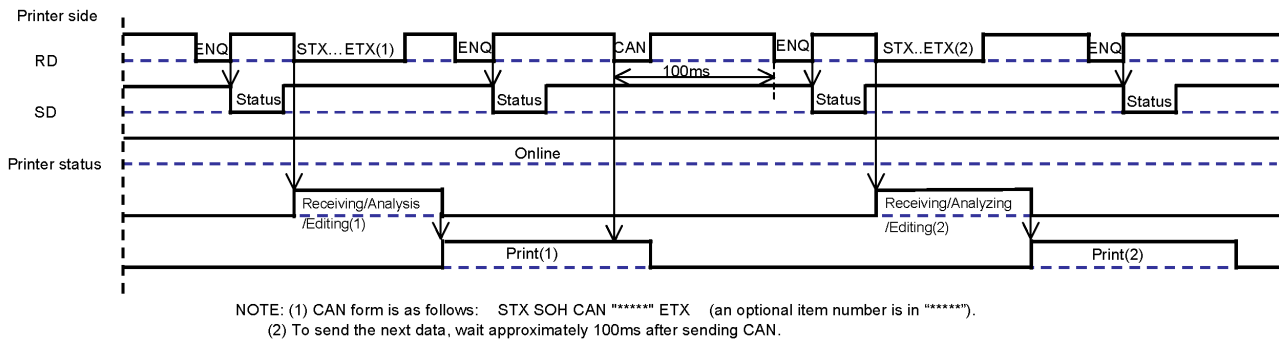 Printer side
RD
ENQ
STX...ETX(1)
ENQ
CAN
ENQ
STX..ETX(2)
ENQ
100ms
SD
Status
Status
Status
Status
Printer status
Online
Receiving/Analysis
/Editing(1)
Receiving/Analyzing
/Editing(2)
Print(1)
Print(2)
NOTE: (1) CAN form is as follows: STX SOH CAN "*****" ETX (an optional item number is in “*****”).
(2) To send the next data, wait approximately 100ms after sending CAN.